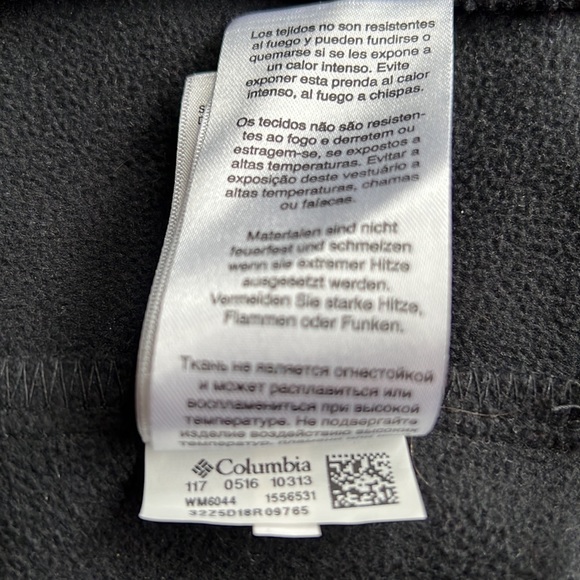 Los tejidos no son resistentes
al fuego y pueden fundirse o
quemarse si se les expone a
un calor intenso. Evite
exponer esta prenda al calor
intenso, al fuego a chispas.
Os tecidos não são resisten-
tes ao fogo e derretem ou
estragem-se, se expostos a
altas temperaturas. Evitar a
exposição deste vestuário a
altas temperaturas, chamas
ou faíscas.
Materialen sind nicht
feuerfest und schmelzen
wenn sie extremer Hitze
ausgesetzt werden.
Vermeiden Sie starke Hitze,
Flammen oder Funken.
Ткань не является огнестойкой
и может расплавиться или
воспламениться при высокой
температуре. Не подвергайте
изделие воздействию высоких
Columbia
117 0516 10313
WM6044 1556531
32Z5D18R09765